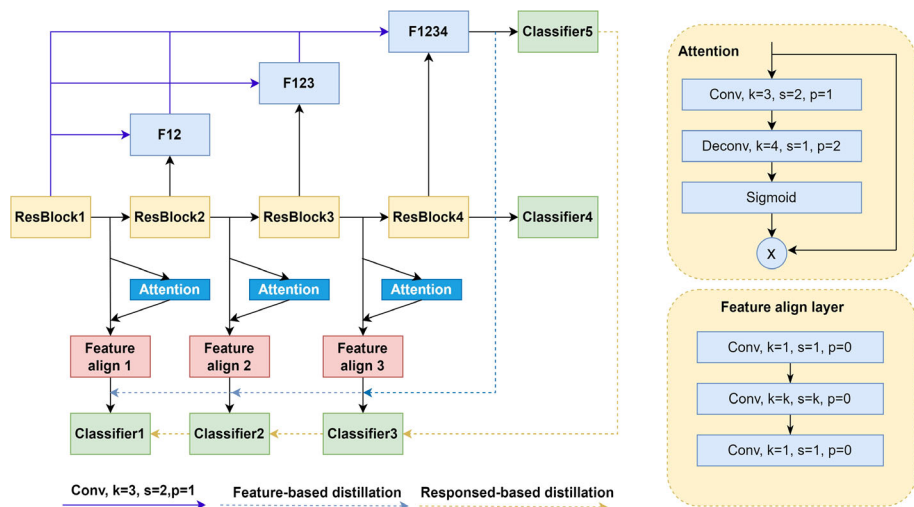 F1234
Classifier5
F123
F12
ResBlock1
ResBlock2
ResBlock3
ResBlock4
Classifier4
Attention
Attention
Attention
Feature
align 1
Feature
align 2
Feature
align 3
Classifier1
Classifier2
Classifier3
Conv, k=3, s=2,p=1
Feature-based distillation
Responsed-based distillation
Attention
Conv, k=3, s=2, p=1
Deconv, k=4, s=1, p=2
Sigmoid
X
Feature align layer
Conv, k=1, s=1, p=0
Conv, k=k, s=k, p=0
Conv, k=1, s=1, p=0